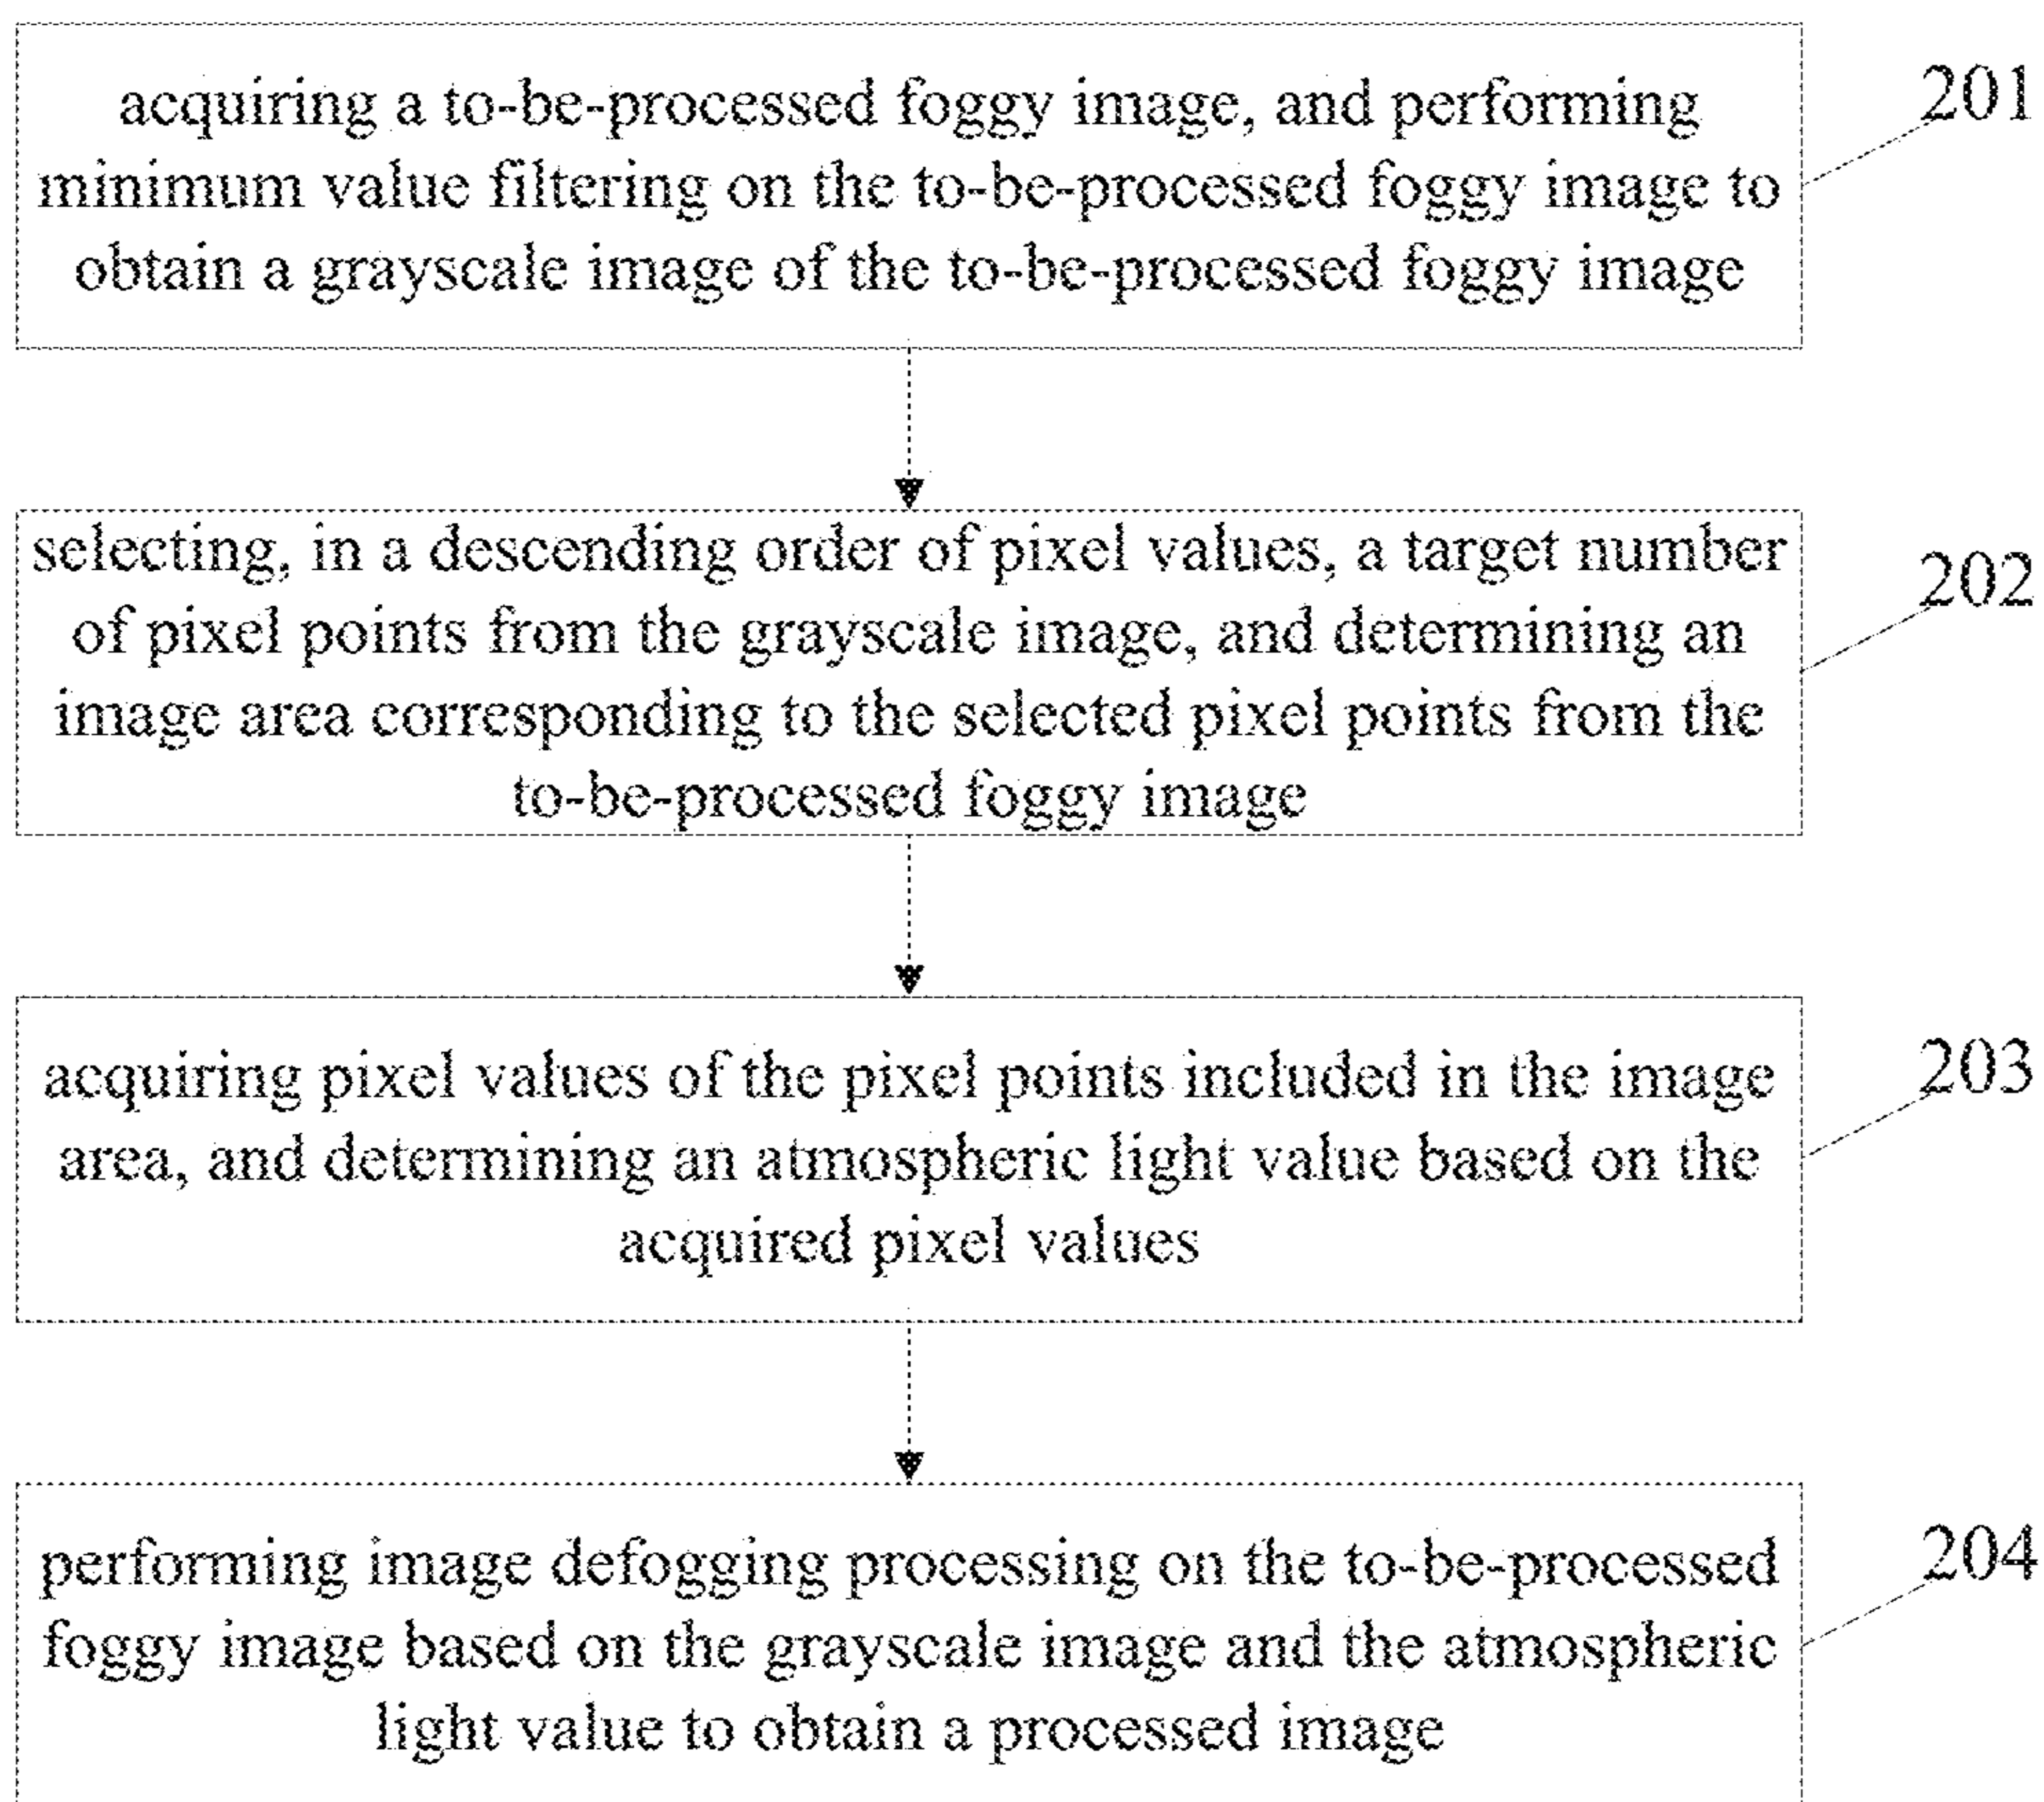 acquiring a to-be-processed foggy image, and performing
minimum value filtering on the to-be-processed foggy image to
obtain a grayscale image of the to-be-processed foggy image
201
selecting, in a descending order of pixel values, a target number
of pixel points from the grayscale image, and determining an
image area corresponding to the selected pixel points from the
to-be-processed foggy image
202
acquiring pixel values of the pixel points included in the image
area, and determining an atmospheric light value based on the
acquired pixel values
203
performing image defogging processing on the to-be-processed
foggy image based on the grayscale image and the atmospheric
light value to obtain a processed image
204